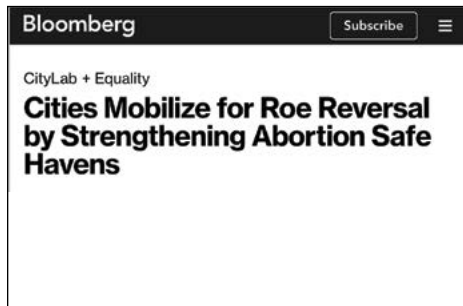 Bloomberg
Subscribe
CityLab + Equality
Cities Mobilize for Roe Reversal
by Strengthening Abortion Safe
Havens